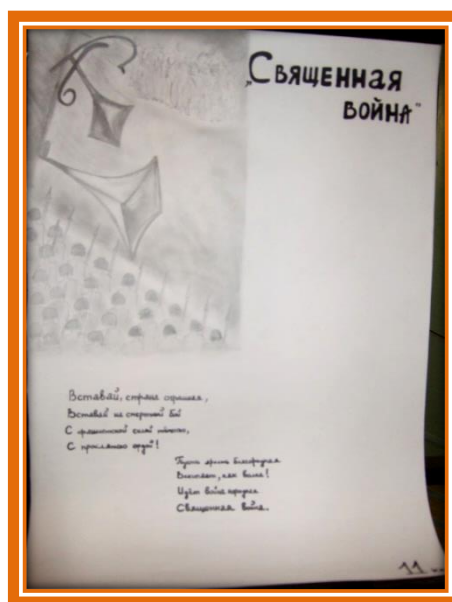 „Священная
война"
Вставай, страна огромная,
Вставай на смертный бой
С фашистской силой тёмною,
С проклятою ордой!
Пусть ярость благородная
Вскипает, как волна!
Идёт война народная
Священная война.
11